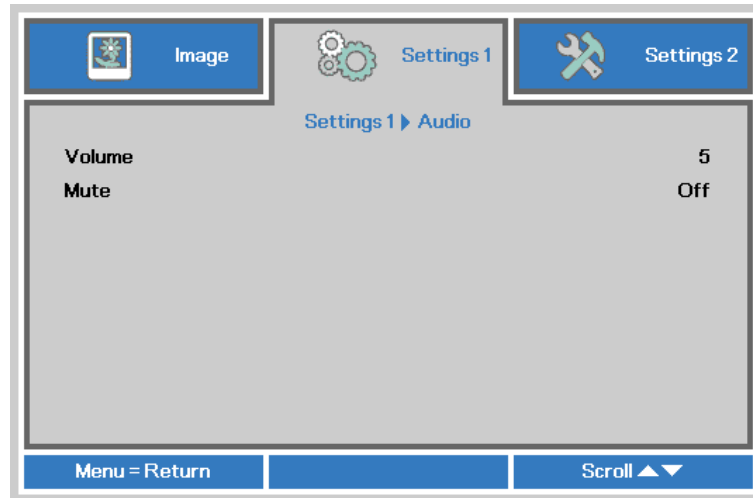 Image Settings 1 Settings 2
Settings 1 ▶ Audio
Volume 5
Mute Off
Menu = Return Scroll ▲▼